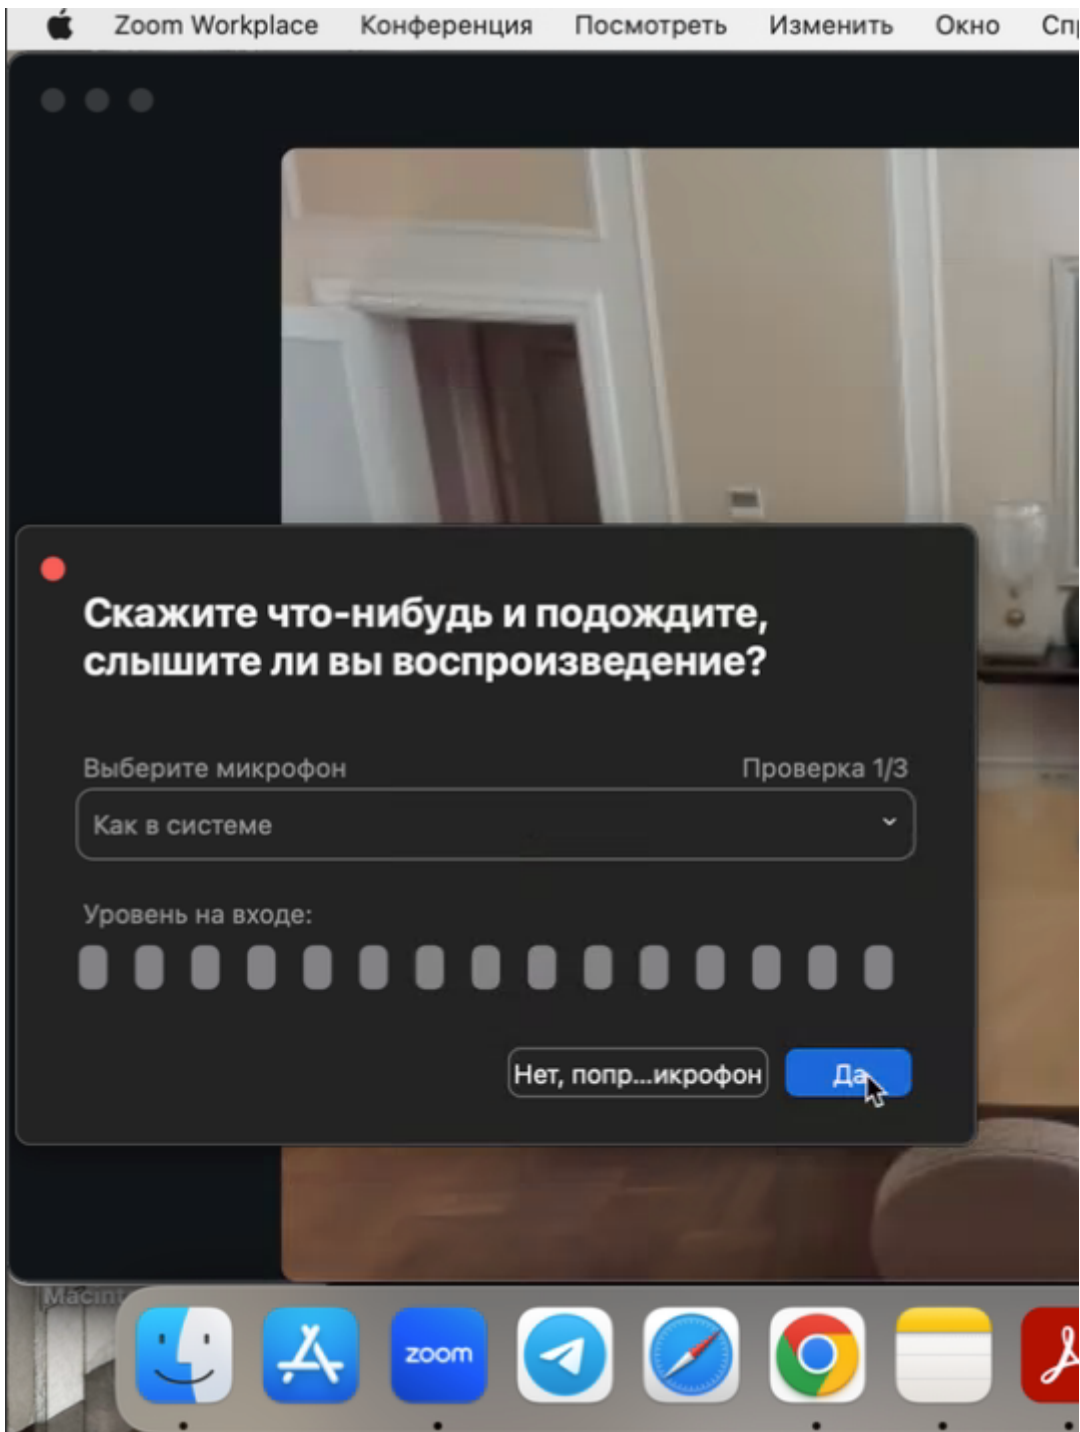 Zoom Workplace Конференция Посмотреть Изменить Окно
Скажите что-нибудь и подождите,
слышите ли вы воспроизведение?
Выберите микрофон Проверка 1/3
Как в системе
Уровень на входе:
Нет, попр...икрофон Да
zoom